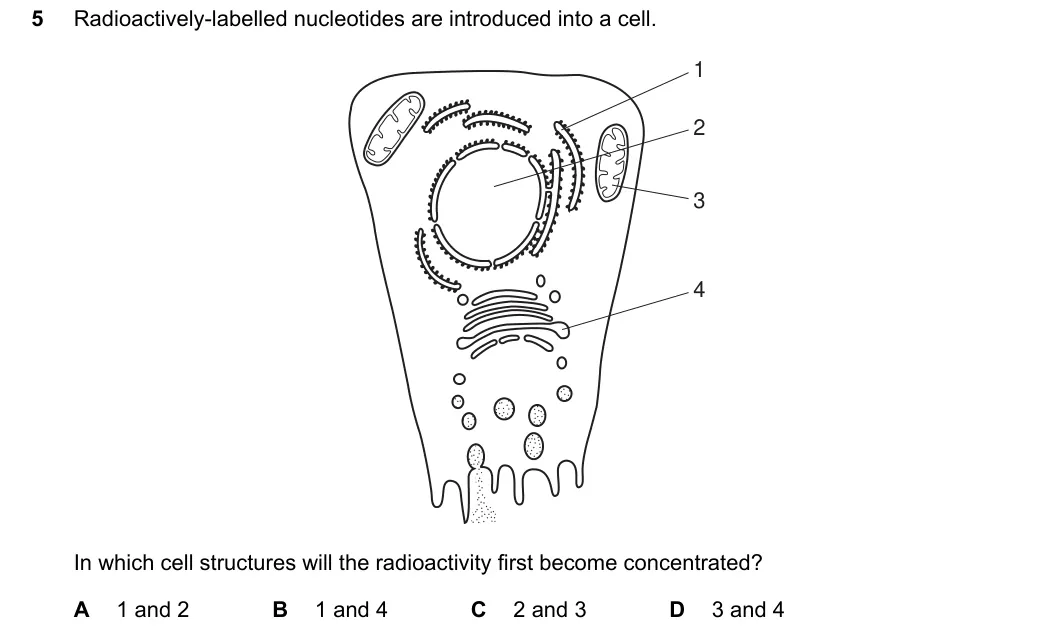 5 Radioactively-labelled nucleotides are introduced into a cell.
1
2
3
4
In which cell structures will the radioactivity first become concentrated?
A 1 and 2 B 1 and 4 C 2 and 3 D 3 and 4